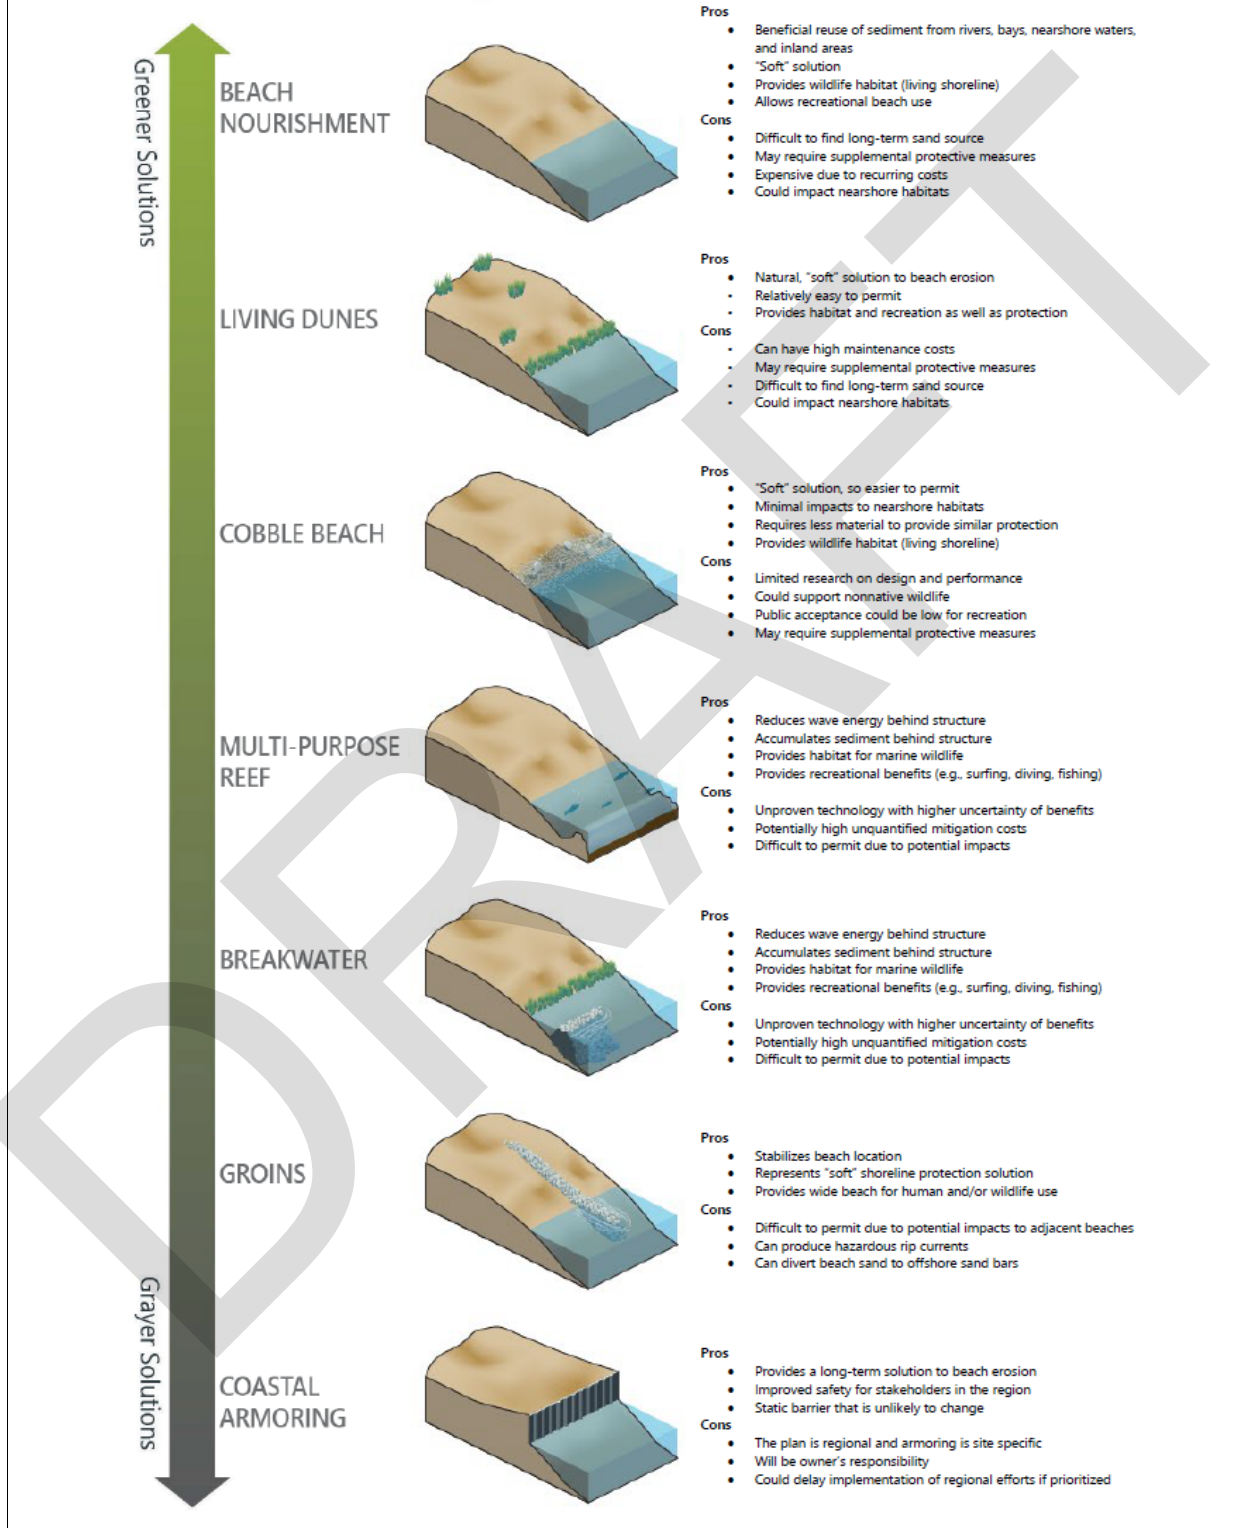 Greener Solutions
BEACH
NOURISHMENT
Pros
• Beneficial reuse of sediment from rivers, bays, nearshore waters,
and inland areas
• "Soft" solution
• Provides wildlife habitat (living shoreline)
• Allows recreational beach use
Cons
• Difficult to find long-term sand source
• May require supplemental protective measures
• Expensive due to recurring costs
• Could impact nearshore habitats
LIVING DUNES
Pros
• Natural, "soft" solution to beach erosion
• Relatively easy to permit
• Provides habitat and recreation as well as protection
Cons
• Can have high maintenance costs
• May require supplemental protective measures
• Difficult to find long-term sand source
• Could impact nearshore habitats
COBBLE BEACH
Pros
• "Soft" solution, so easier to permit
• Minimal impacts to nearshore habitats
• Requires less material to provide similar protection
• Provides wildlife habitat (living shoreline)
Cons
• Limited research on design and performance
• Could support nonnative wildlife
• Public acceptance could be low for recreation
• May require supplemental protective measures
MULTI-PURPOSE
REEF
Pros
• Reduces wave energy behind structure
• Accumulates sediment behind structure
• Provides habitat for marine wildlife
• Provides recreational benefits (e.g., surfing, diving, fishing)
Cons
• Unproven technology with higher uncertainty of benefits
• Potentially high unquantified mitigation costs
• Difficult to permit due to potential impacts
BREAKWATER
Pros
• Reduces wave energy behind structure
• Accumulates sediment behind structure
• Provides habitat for marine wildlife
• Provides recreational benefits (e.g., surfing, diving, fishing)
Cons
• Unproven technology with higher uncertainty of benefits
• Potentially high unquantified mitigation costs
• Difficult to permit due to potential impacts
GROINS
Pros
• Stabilizes beach location
• Represents "soft" shoreline protection solution
• Provides wide beach for human and/or wildlife use
Cons
• Difficult to permit due to potential impacts to adjacent beaches
• Can produce hazardous rip currents
• Can divert beach sand to offshore sand bars
Grayer Solutions
COASTAL
ARMORING
Pros
• Provides a long-term solution to beach erosion
• Improved safety for stakeholders in the region
• Static barrier that is unlikely to change
Cons
• The plan is regional and armoring is site specific
• Will be owner's responsibility
• Could delay implementation of regional efforts if prioritized
DRAFT